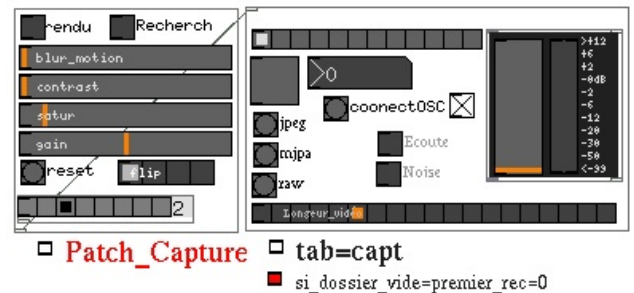 rendu
Recherch
blur_motion
contrast
satur
gain
reset
flip
2
>0
coonectOSC
jpeg
mjpa
raw
Ecoute
Noise
Longeur_video
>+12
+6
+2
-0dB
-2
-6
-12
-20
-30
-50
<-99
Patch_Capture
tab=capt
si_dossier_vide=premier_rec=0